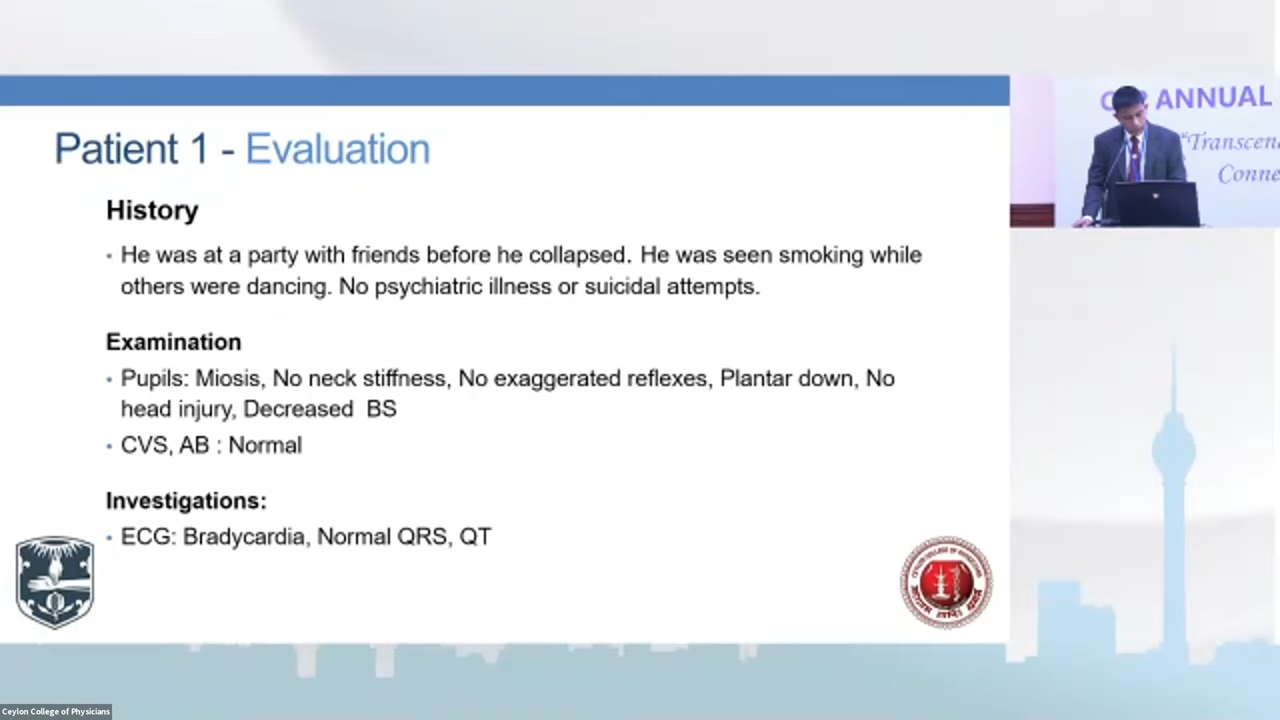 Patient 1 - Evaluation
History
He was at a party with friends before he collapsed. He was seen smoking while
others were dancing. No psychiatric illness or suicidal attempts.
Examination
Pupils: Miosis, No neck stiffness, No exaggerated reflexes, Plantar down, No
head injury, Decreased BS
CVS, AB : Normal
Investigations:
ECG: Bradycardia, Normal QRS, QT
ANNUAL
"Transcen
Conne
Ceylon College of Physicians